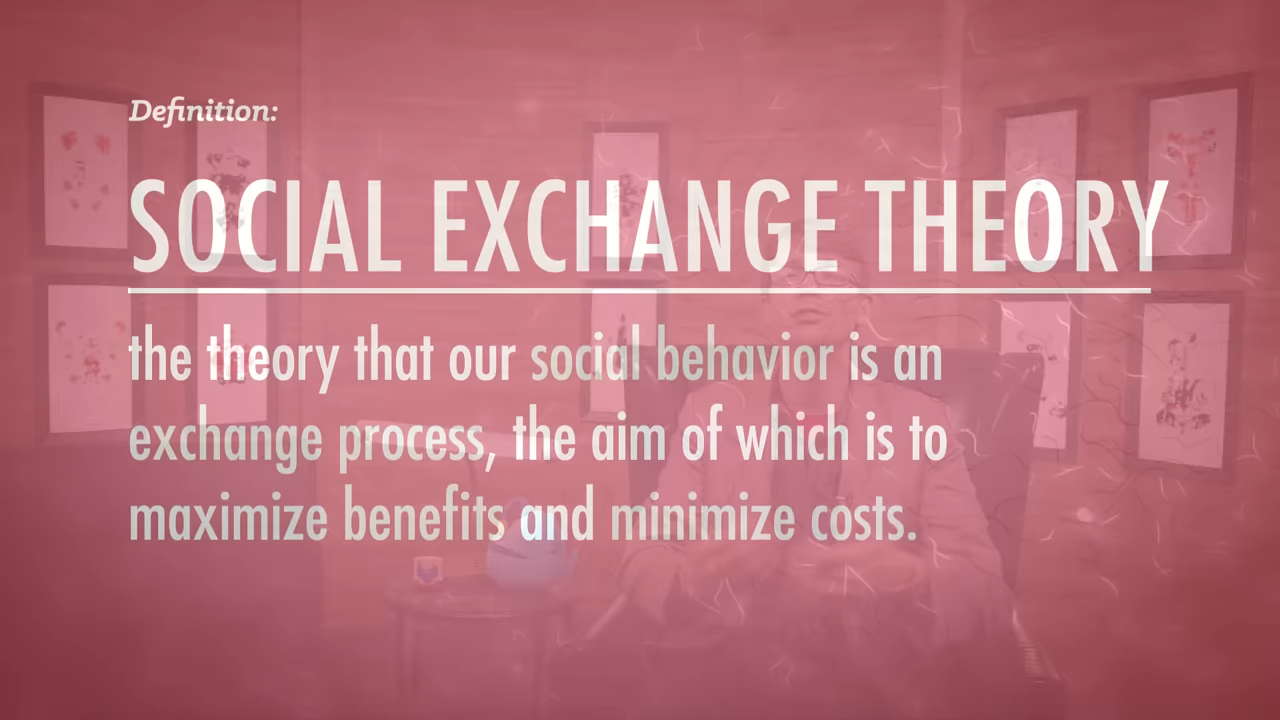 Definition:
SOCIAL EXCHANGE THEORY
the theory that our social behavior is an
exchange process, the aim of which is to
maximize benefits and minimize costs.